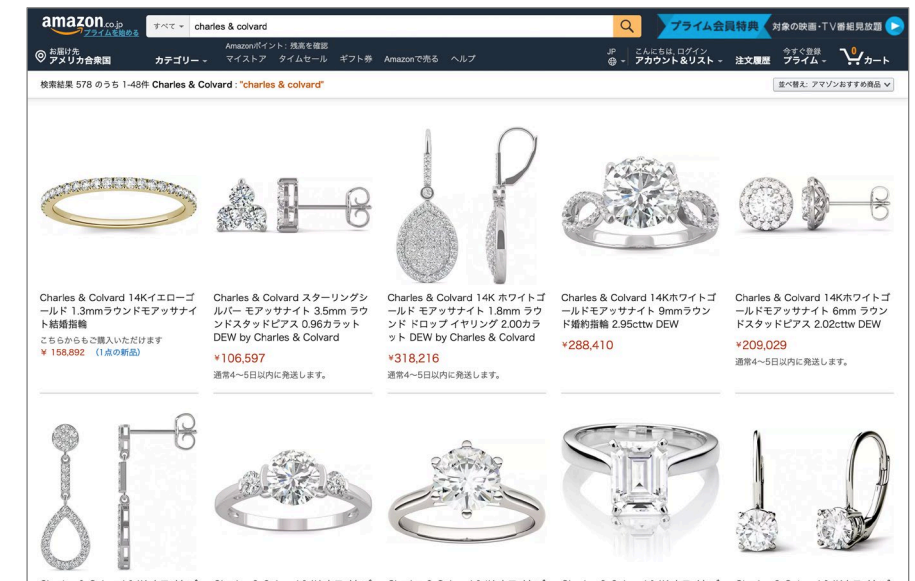 amazon.co.jp
プライムを始める
すべて
charles & colvard
プライム会員特典 対象の映画・TV番組見放題
お届け先
アメリカ合衆国
カテゴリー
Amazonポイント: 残高を確認
マイストア タイムセール ギフト券 Amazonで売る ヘルプ
JP
こんにちは, ログイン
アカウント&リスト
注文履歴
今すぐ登録
プライム
0
カート
検索結果 578 のうち 1-48件 Charles & Colvard : "charles & colvard"
並べ替え: アマゾンおすすめ商品
Charles & Colvard 14Kイエローゴ
ールド 1.3mmラウンドモアッサナイ
ト結婚指輪
こちらからもご購入いただけます
¥ 158,892 (1点の新品)
Charles & Colvard スターリングシ
ルバー モアッサナイト 3.5mm ラウ
ンドスタッドピアス 0.96カラット
DEW by Charles & Colvard
¥106,597
通常4~5日以内に発送します。
Charles & Colvard 14K ホワイトゴ
ールド モアッサナイト 1.8mm ラウ
ンド ドロップ イヤリング 2.00カラ
ット DEW by Charles & Colvard
¥318,216
通常4~5日以内に発送します。
Charles & Colvard 14Kホワイトゴ
ールドモアッサナイト 9mmラウン
ド婚約指輪 2.95cttw DEW
¥288,410
Charles & Colvard 14Kホワイトゴ
ールドモアッサナイト 6mm ラウン
ドスタッドピアス 2.02cttw DEW
¥209,029
通常4~5日以内に発送します。